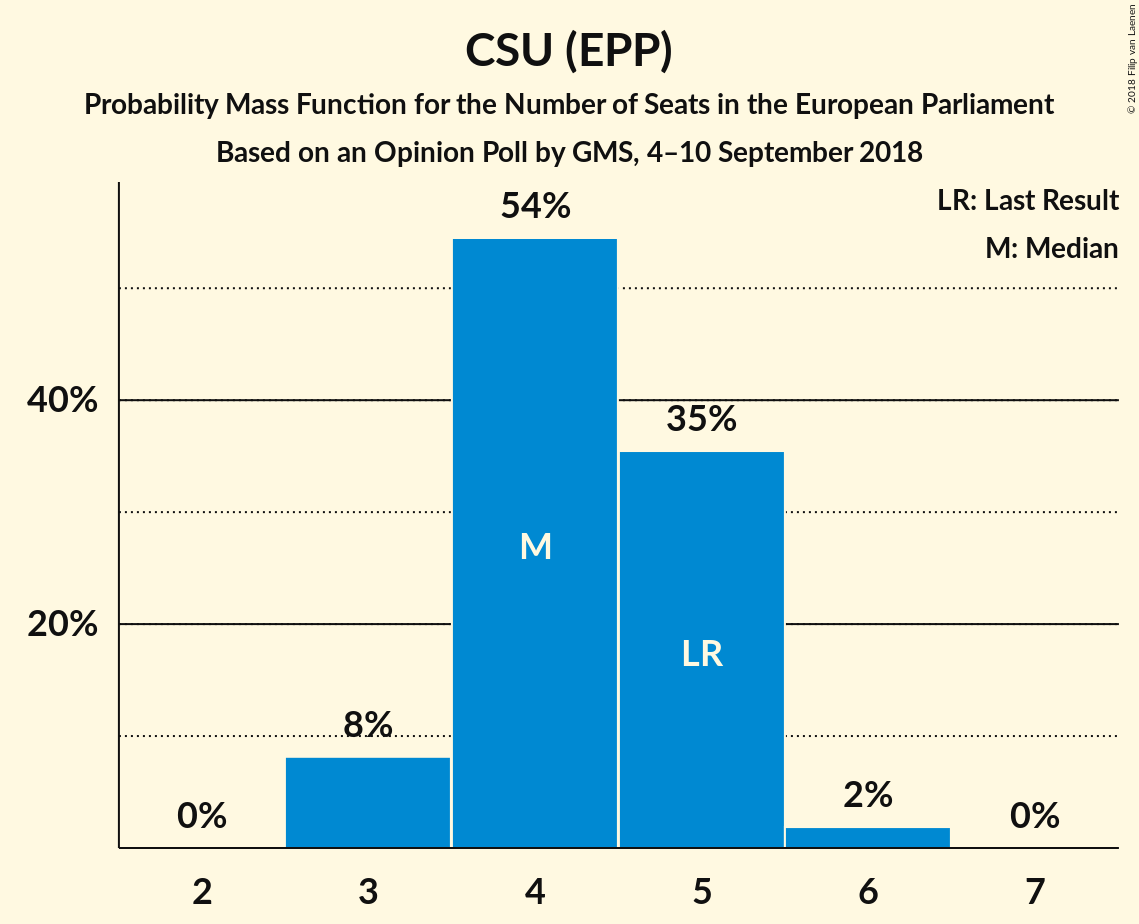 CSU (EPP)
Probability Mass Function for the Number of Seats in the European Parliament
Based on an Opinion Poll by GMS, 4–10 September 2018
© 2018 Filip van Laenen
LR: Last Result
M: Median
54%
40%
35%
M
20%
LR
8%
2%
0%
0%
2 3 4 5 6 7